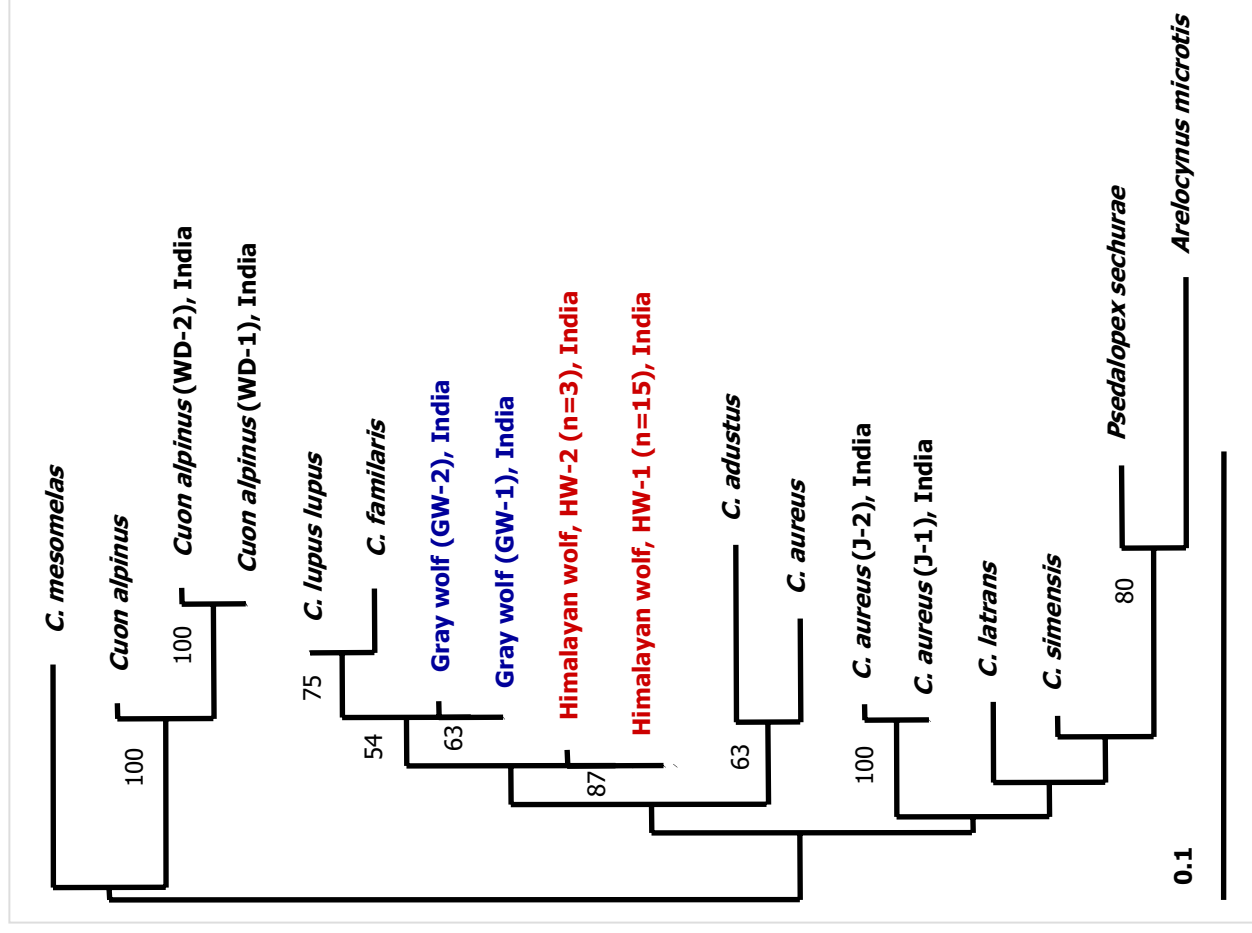 C. mesomelas
Cuon alpinus
100
Cuon alpinus (WD-2), India
100
Cuon alpinus (WD-1), India
C. lupus lupus
75
C. familaris
54
Gray wolf (GW-2), India
63
Gray wolf (GW-1), India
Himalayan wolf, HW-2 (n=3), India
87
Himalayan wolf, HW-1 (n=15), India
C. adustus
63
C. aureus
C. aureus (J-2), India
100
C. aureus (J-1), India
C. latrans
C. simensis
Psedalopex sechurae
80
Arelocynus microtis
0.1